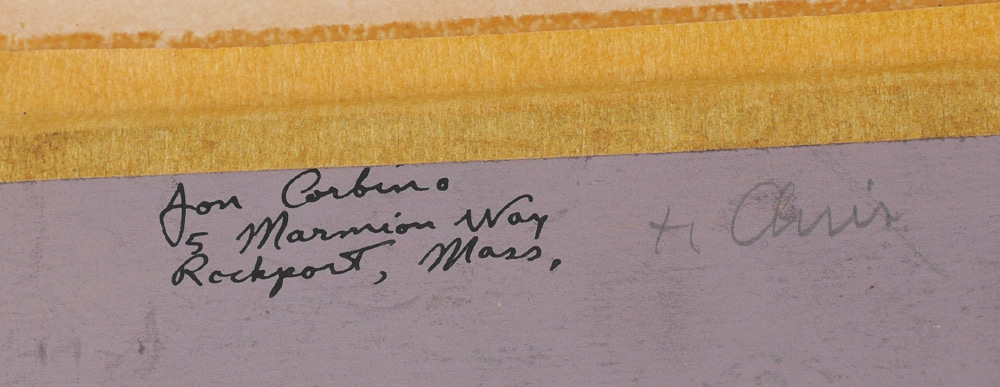 Jon Corbino
5 Marmion Way
Rockport, Mass.